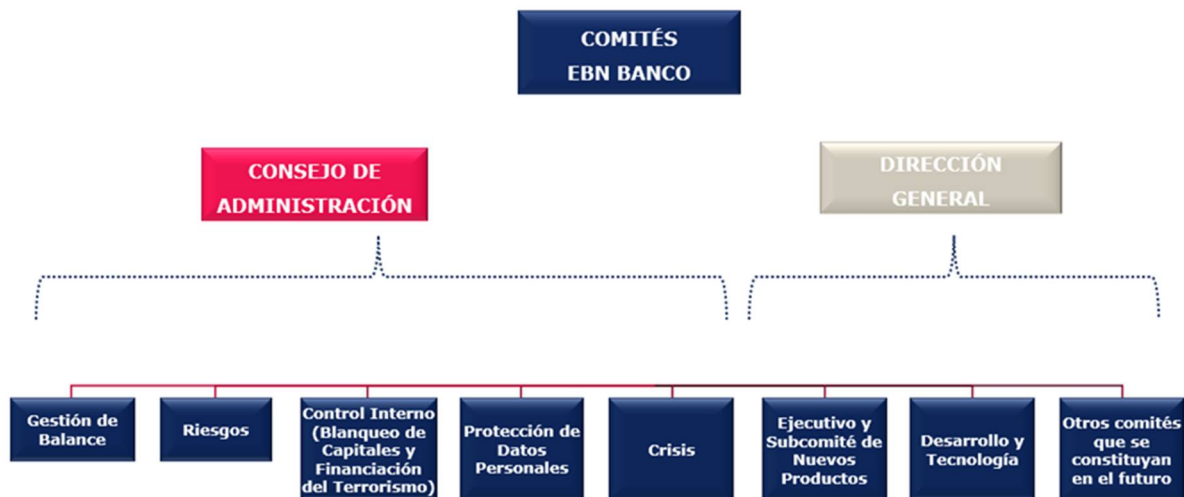 COMITÉS
EBN BANCO
CONSEJO DE
ADMINISTRACIÓN
DIRECCIÓN
GENERAL
Gestión de
Balance
Riesgos
Control Interno
(Blanqueo de
Capitales y
Financiación
del Terrorismo)
Protección de
Datos
Personales
Crisis
Ejecutivo y
Subcomité de
Nuevos
Productos
Desarrollo y
Tecnología
Otros comités
que se
constituyan
en el futuro